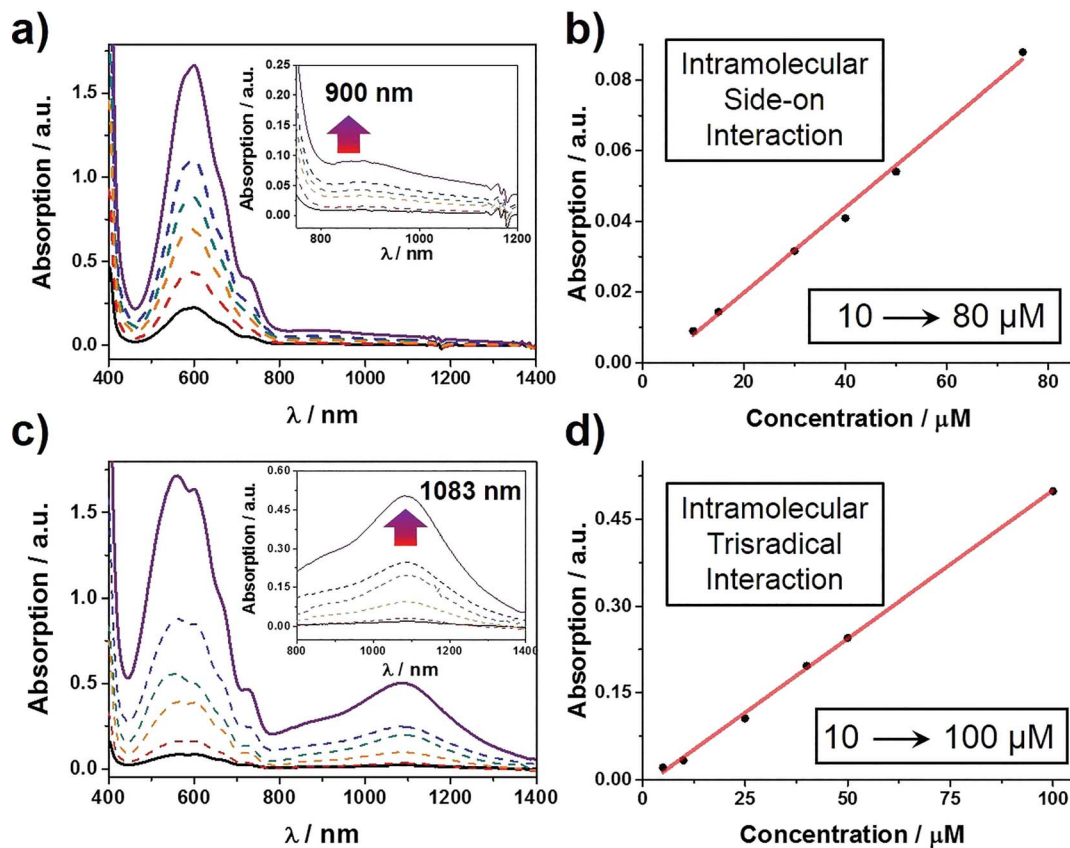 a)
Absorption / a.u.
1.5
1.0
0.5
0.0
400 600 800 1000 1200 1400
λ / nm
Absorption / a.u.
0.25
0.20
0.15
0.10
0.05
0.00
800 1000 1200
λ / nm
900 nm
b)
Absorption / a.u.
0.08
0.06
0.04
0.02
0.00
0 20 40 60 80
Concentration / μM
Intramolecular
Side-on
Interaction
10 → 80 μM
c)
Absorption / a.u.
1.5
1.0
0.5
0.0
400 600 800 1000 1200 1400
λ / nm
Absorption / a.u.
0.60
0.45
0.30
0.15
0.00
800 1000 1200 1400
λ / nm
1083 nm
d)
Absorption / a.u.
0.45
0.30
0.15
0.00
0 25 50 75 100
Concentration / μM
Intramolecular
Trisradical
Interaction
10 → 100 μM